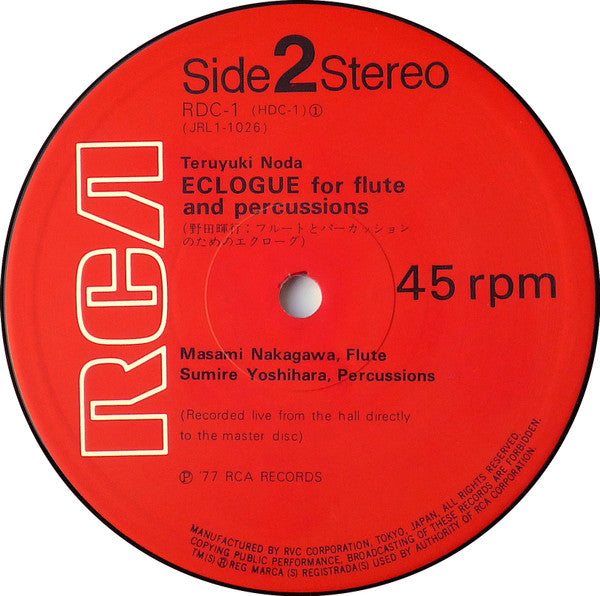 RCA
Side 2 Stereo
RDC-1 (HDC-1)①
(JRL1-1026)
Teruyuki Noda
ECLOGUE for flute
and percussions
(野田暉行:フルートとパーカッション
のためのエクローグ)
45 rpm
Masami Nakagawa, Flute
Sumire Yoshihara, Percussions
(Recorded live from the hall directly
to the master disc)
Ⓟ '77 RCA RECORDS
MANUFACTURED BY RVC CORPORATION, TOKYO, JAPAN, ALL RIGHTS RESERVED
COPYING PUBLIC PERFORMANCE, BROADCASTING OF THESE RECORDS ARE FORBIDDEN.
TM(S) Ⓡ REG MARCA(S) REGISTRADA(S) USED BY AUTHORITY OF RCA CORPORATION.